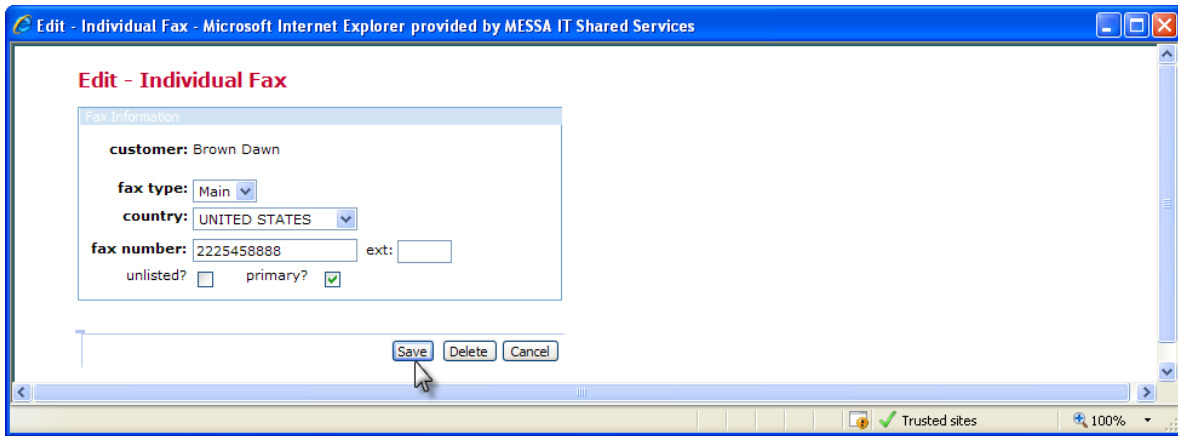 Edit - Individual Fax - Microsoft Internet Explorer provided by MESSA IT Shared Services
Edit - Individual Fax
Fax Information
customer: Brown Dawn
fax type: Main
country: UNITED STATES
fax number: 2225458888 ext:
unlisted? primary?
Save Delete Cancel
Trusted sites 100%